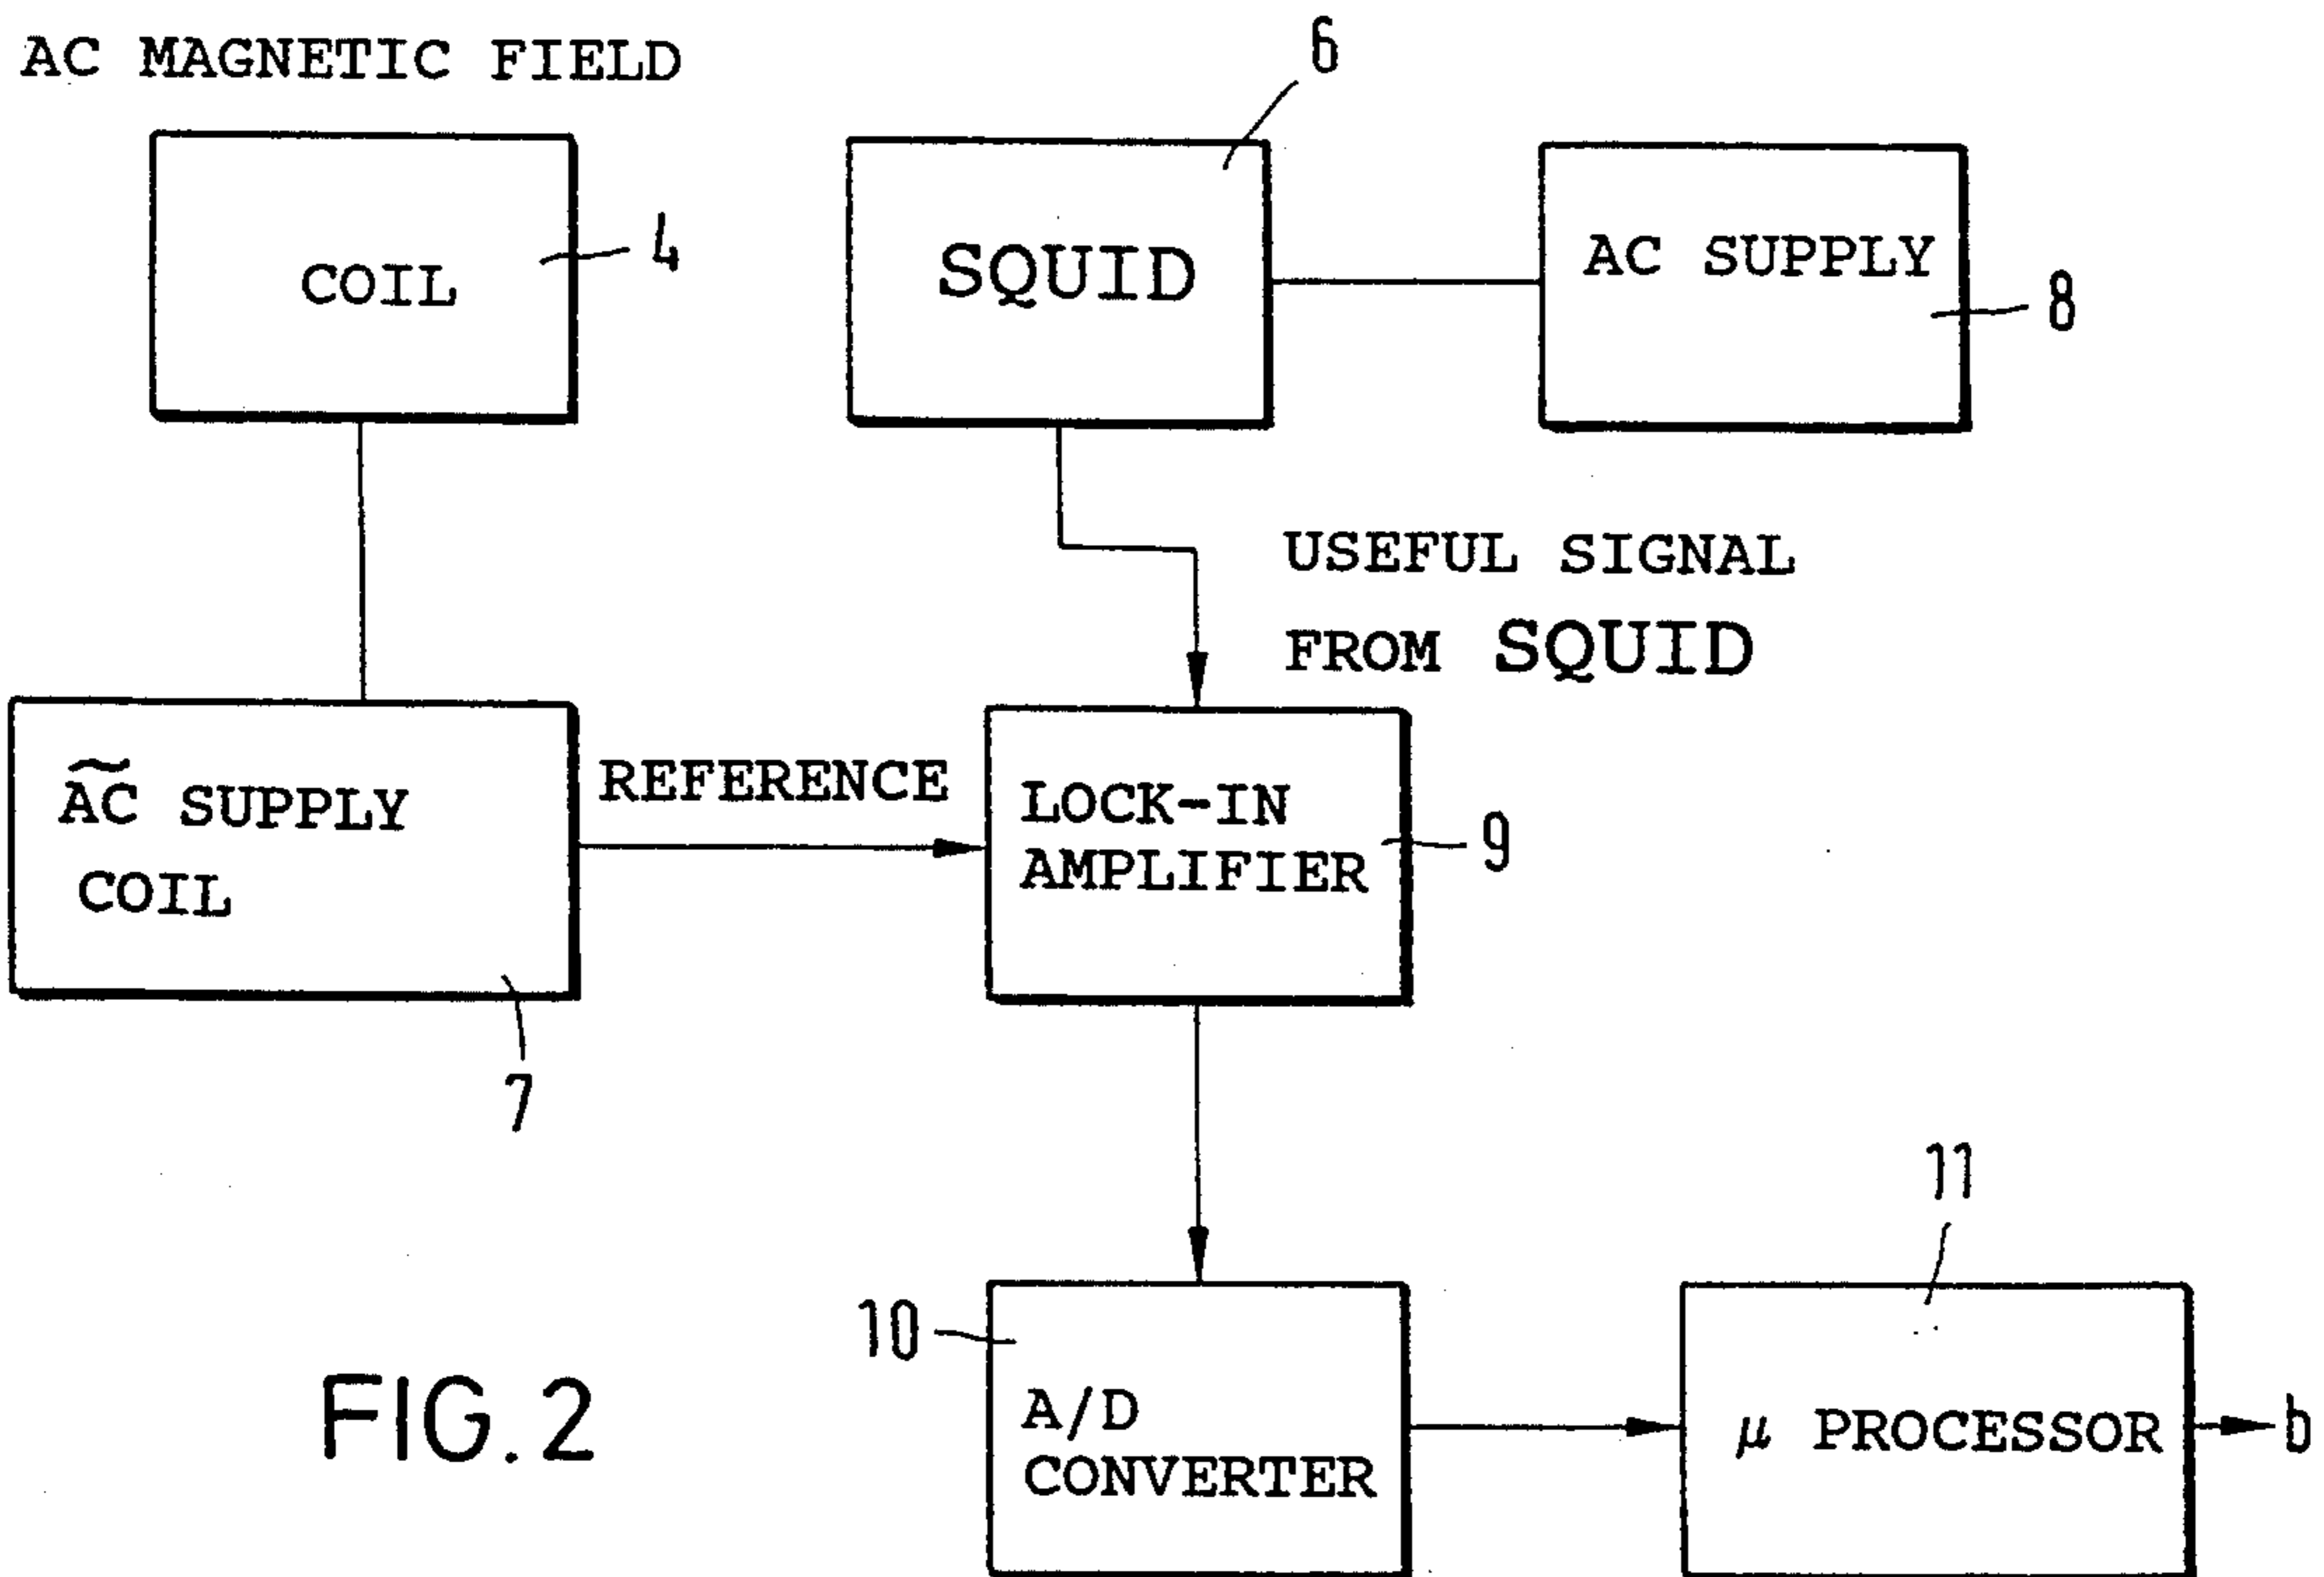 AC MAGNETIC FIELD
6
COIL
4
SQUID
AC SUPPLY
8
USEFUL SIGNAL
FROM SQUID
AC SUPPLY
COIL
7
REFERENCE
LOCK-IN
AMPLIFIER
9
10
A/D
CONVERTER
11
µ PROCESSOR
b
FIG. 2